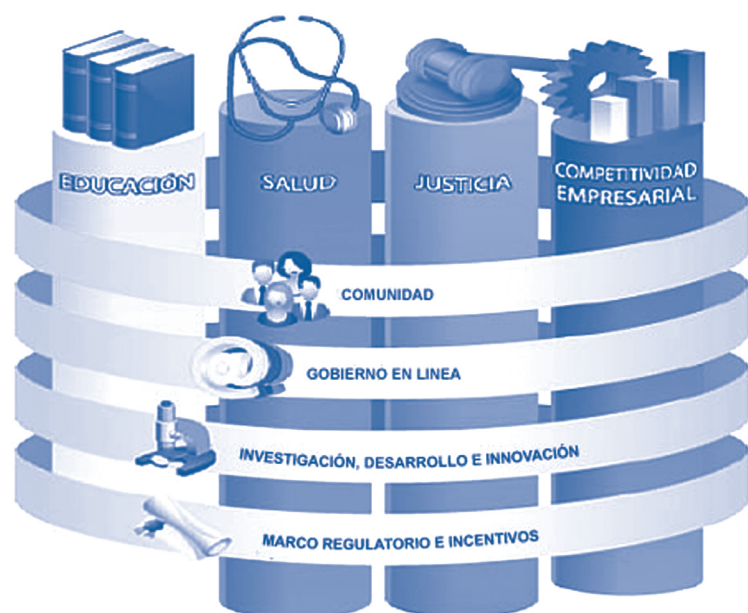 EDUCACIÓN
SALUD
JUSTICIA
COMPETITIVIDAD
EMPRESARIAL
COMUNIDAD
GOBIERNO EN LINEA
INVESTIGACIÓN, DESARROLLO E INNOVACIÓN
MARCO REGULATORIO E INCENTIVOS